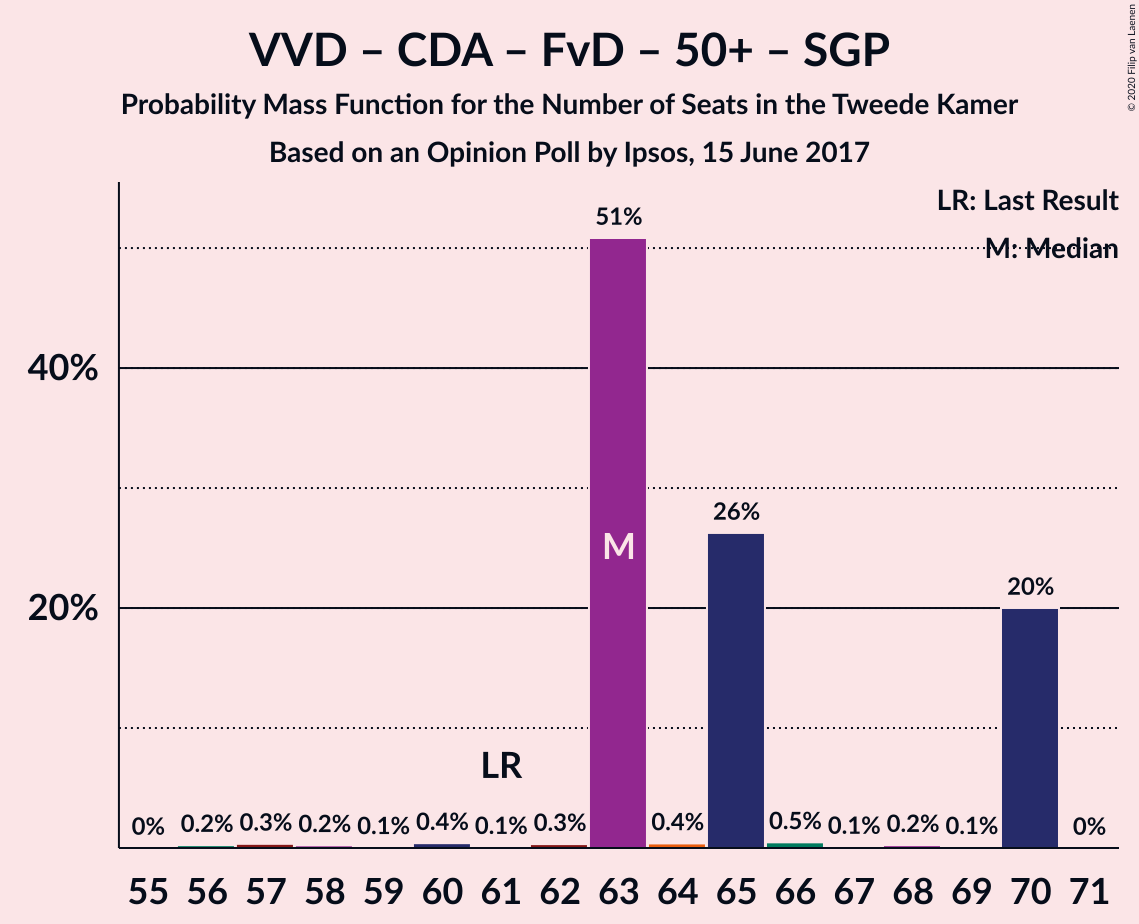 VVD – CDA – FvD – 50+ – SGP
Probability Mass Function for the Number of Seats in the Tweede Kamer
Based on an Opinion Poll by Ipsos, 15 June 2017
© 2020 Filip van Laenen
LR: Last Result
M: Median
40%
20%
0%
0.2%
0.3%
0.2%
0.1%
0.4%
0.1%
0.3%
51%
0.4%
26%
0.5%
0.1%
0.2%
0.1%
20%
0%
LR
M
55 56 57 58 59 60 61 62 63 64 65 66 67 68 69 70 71